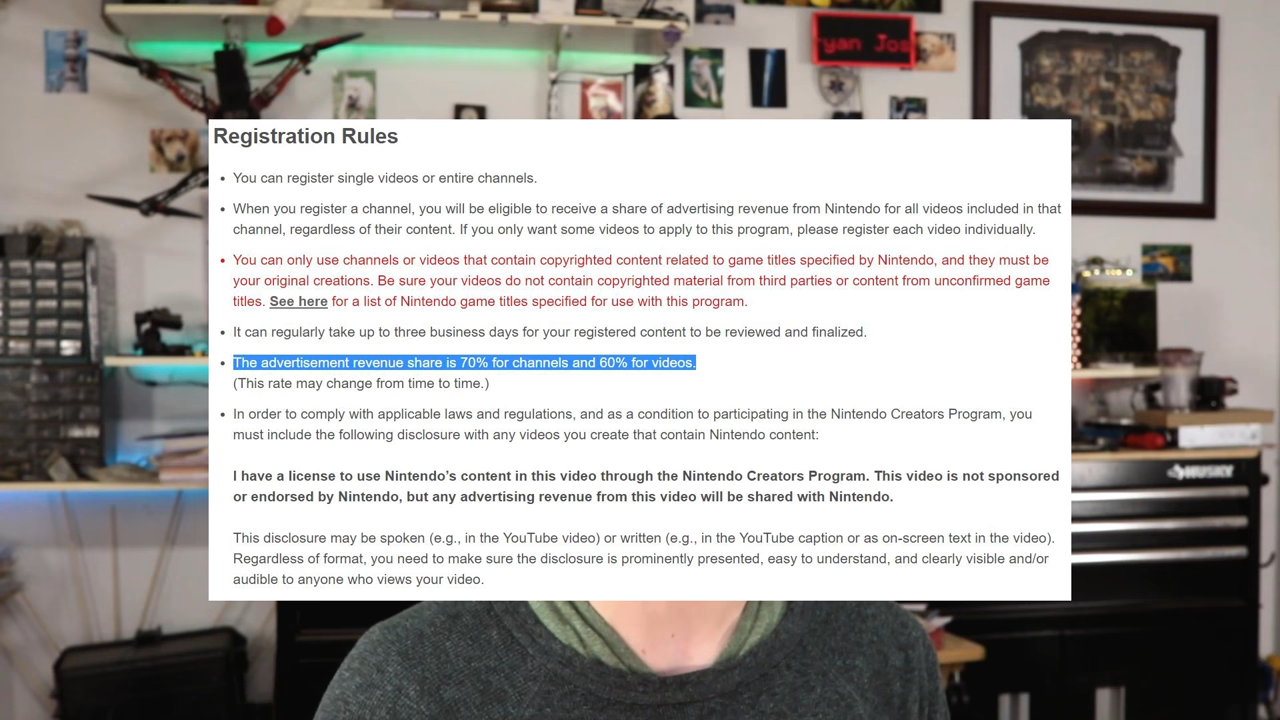 yan Jos
Registration Rules
• You can register single videos or entire channels.
• When you register a channel, you will be eligible to receive a share of advertising revenue from Nintendo for all videos included in that
channel, regardless of their content. If you only want some videos to apply to this program, please register each video individually.
• You can only use channels or videos that contain copyrighted content related to game titles specified by Nintendo, and they must be
your original creations. Be sure your videos do not contain copyrighted material from third parties or content from unconfirmed game
titles. See here for a list of Nintendo game titles specified for use with this program.
• It can regularly take up to three business days for your registered content to be reviewed and finalized.
• The advertisement revenue share is 70% for channels and 60% for videos.
(This rate may change from time to time.)
• In order to comply with applicable laws and regulations, and as a condition to participating in the Nintendo Creators Program, you
must include the following disclosure with any videos you create that contain Nintendo content:
I have a license to use Nintendo’s content in this video through the Nintendo Creators Program. This video is not sponsored
or endorsed by Nintendo, but any advertising revenue from this video will be shared with Nintendo.
This disclosure may be spoken (e.g., in the YouTube video) or written (e.g., in the YouTube caption or as on-screen text in the video).
Regardless of format, you need to make sure the disclosure is prominently presented, easy to understand, and clearly visible and/or
audible to anyone who views your video.
HUSKY